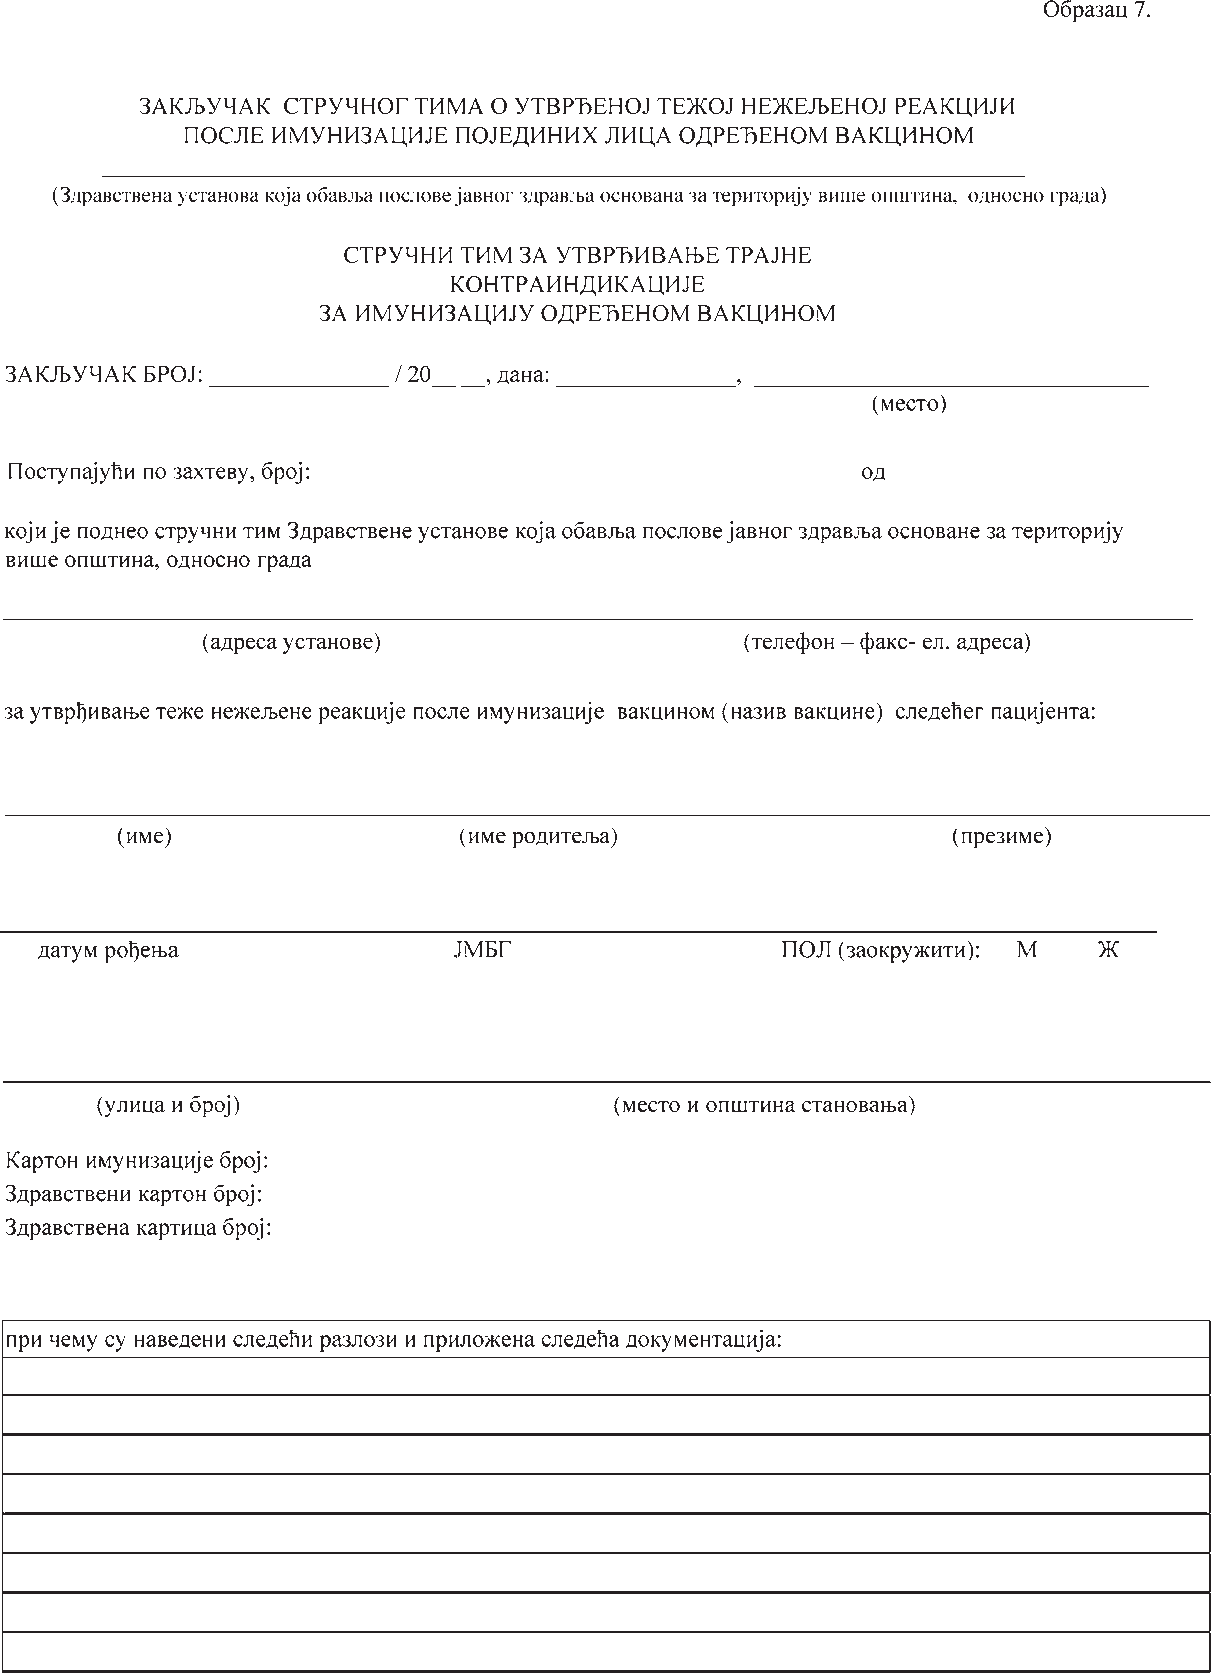 Образац 7.
ЗАКЉУЧАК СТРУЧНОГ ТИМА О УТВРЂЕНОЈ ТЕЖОЈ НЕЖЕЉЕНОЈ РЕАКЦИЈИ
ПОСЛЕ ИМУНИЗАЦИЈЕ ПОЈЕДИНИХ ЛИЦА ОДРЕЂЕНОМ ВАКЦИНОМ
(Здравствена установа која обавља послове јавног здравља основана за територију више општина, односно града)
СТРУЧНИ ТИМ ЗА УТВРЂИВАЊЕ ТРАЈНЕ
КОНТРАИНДИКАЦИЈЕ
ЗА ИМУНИЗАЦИЈУ ОДРЕЂЕНОМ ВАКЦИНОМ
ЗАКЉУЧАК БРОЈ: _______________ / 20__ __, дана: _______________, _________________________________
(место)
Поступајући по захтеву, број: од
који је поднео стручни тим Здравствене установе која обавља послове јавног здравља основане за територију
више општина, односно града
(адреса установе) (телефон – факс- ел. адреса)
за утврђивање теже нежељене реакције после имунизације вакцином (назив вакцине) следећег пацијента:
(име) (име родитеља) (презиме)
датум рођења ЈМБГ ПОЛ (заокружити): М Ж
(улица и број) (место и општина становања)
Картон имунизације број:
Здравствени картон број:
Здравствена картица број:
при чему су наведени следећи разлози и приложена следећа документација: